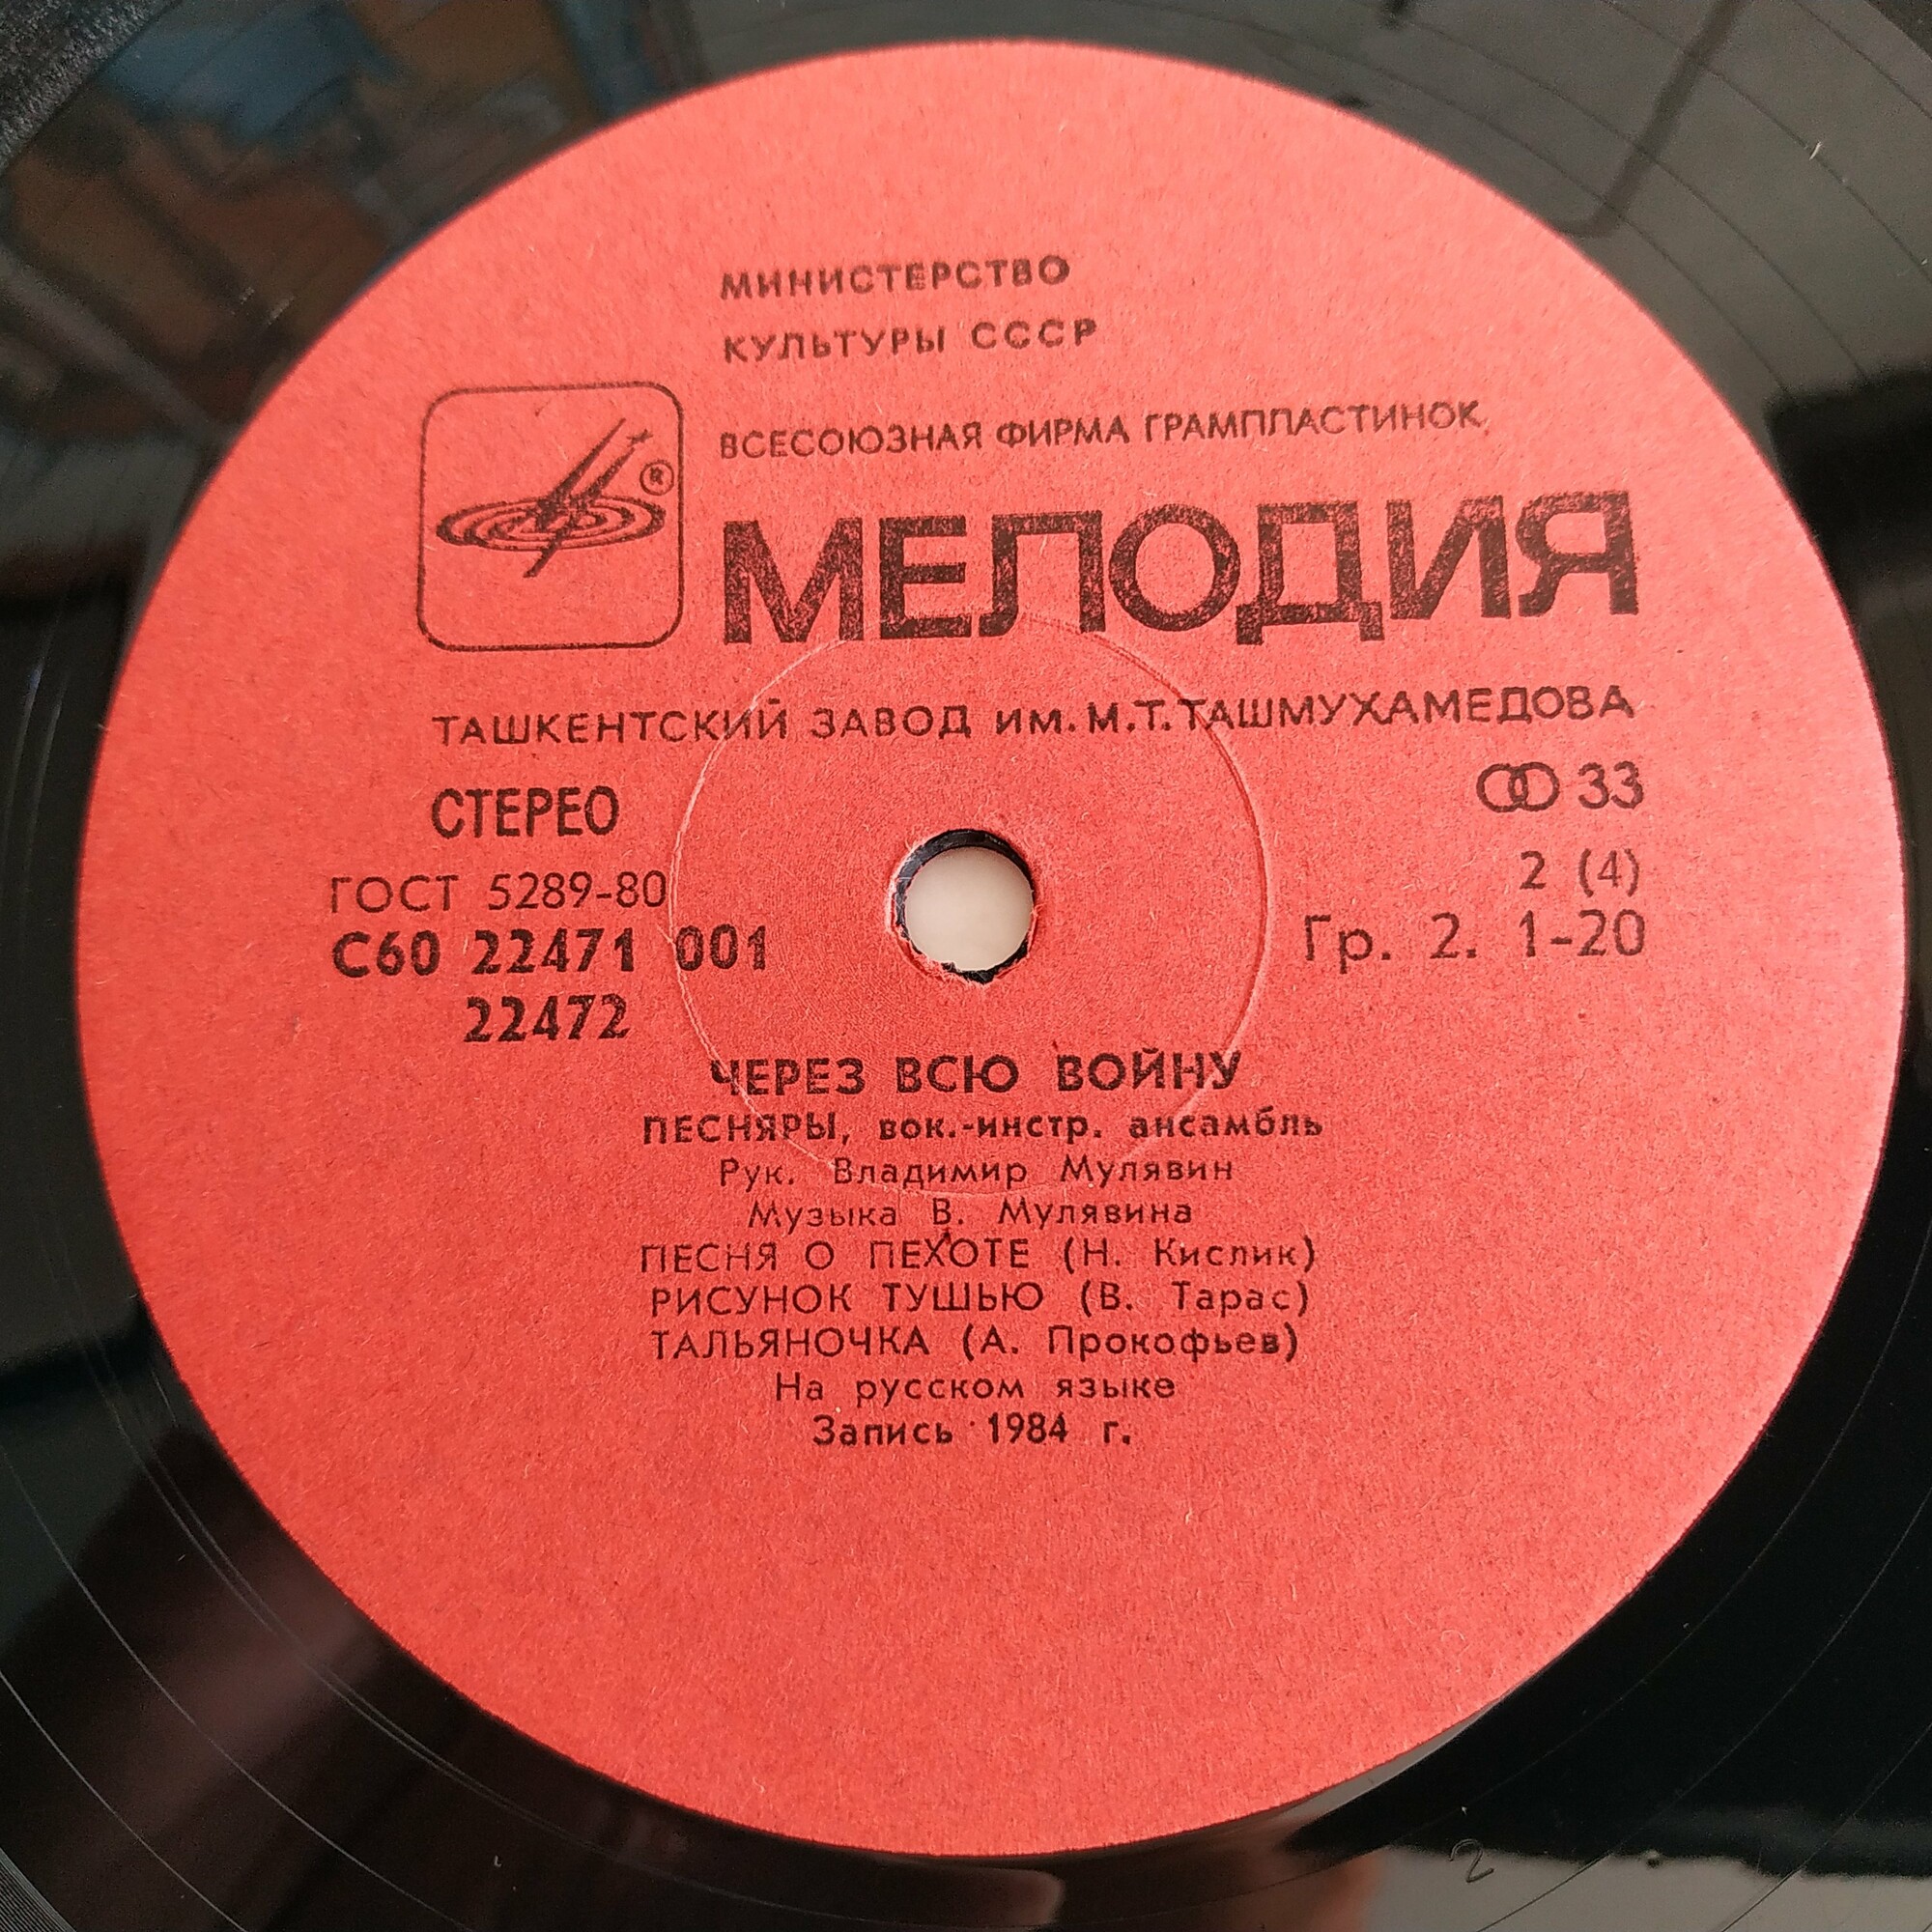 МИНИСТЕРСТВО
КУЛЬТУРЫ СССР
ВСЕСОЮЗНАЯ ФИРМА ГРАМПЛАСТИНОК
®
МЕЛОДИЯ
ТАШКЕНТСКИЙ ЗАВОД ИМ. М.Т.ТАШМУХАМЕДОВА
СТЕРЕО 33
ГОСТ 5289-80 2 (4)
С60 22471 001 Гр. 2. 1-20
22472
ЧЕРЕЗ ВСЮ ВОЙНУ
ПЕСНЯРЫ, вок.-инстр. ансамбль
Рук. Владимир Мулявин
Музыка В. Мулявина
ПЕСНЯ О ПЕХОТЕ (Н. Кислик)
РИСУНОК ТУШЬЮ (В. Тарас)
ТАЛЬЯНОЧКА (А. Прокофьев)
На русском языке
Запись 1984 г.
2